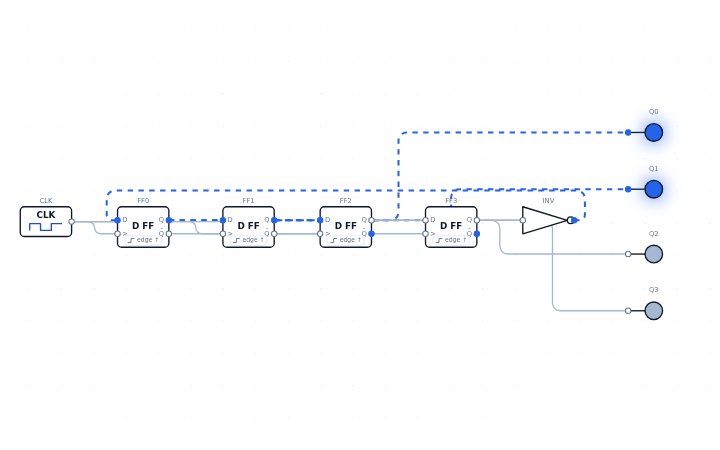 Q0
Q1
CLK FF0 FF1 FF2 FF3 INV
CLK
D Q D Q D Q D Q
D FF D FF D FF D FF
> Q̅ > Q̅ > Q̅ > Q̅
edge ↑ edge ↑ edge ↑ edge ↑
Q2
Q3